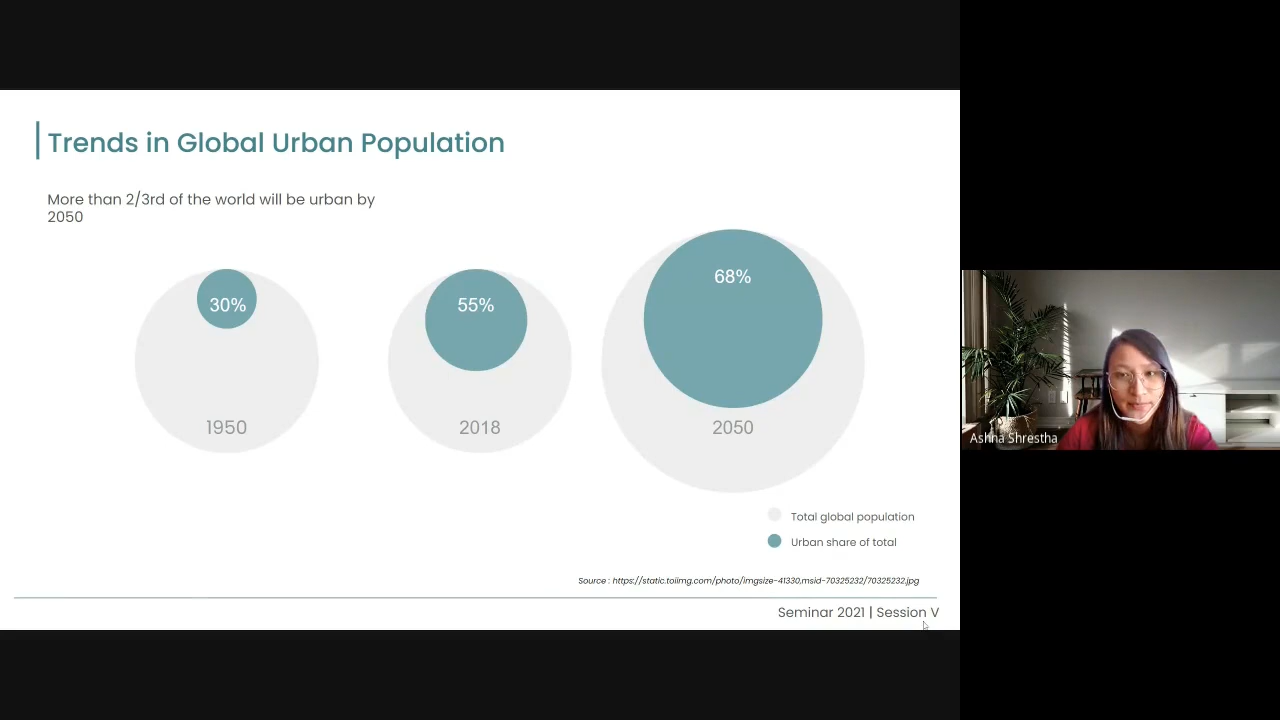 Trends in Global Urban Population
More than 2/3rd of the world will be urban by
2050
30%
1950
55%
2018
68%
2050
Total global population
Urban share of total
Source : https://static.toiimg.com/photo/imgsize-41330,msid-70325232/70325232.jpg
Seminar 2021 | Session V
Ashna Shrestha